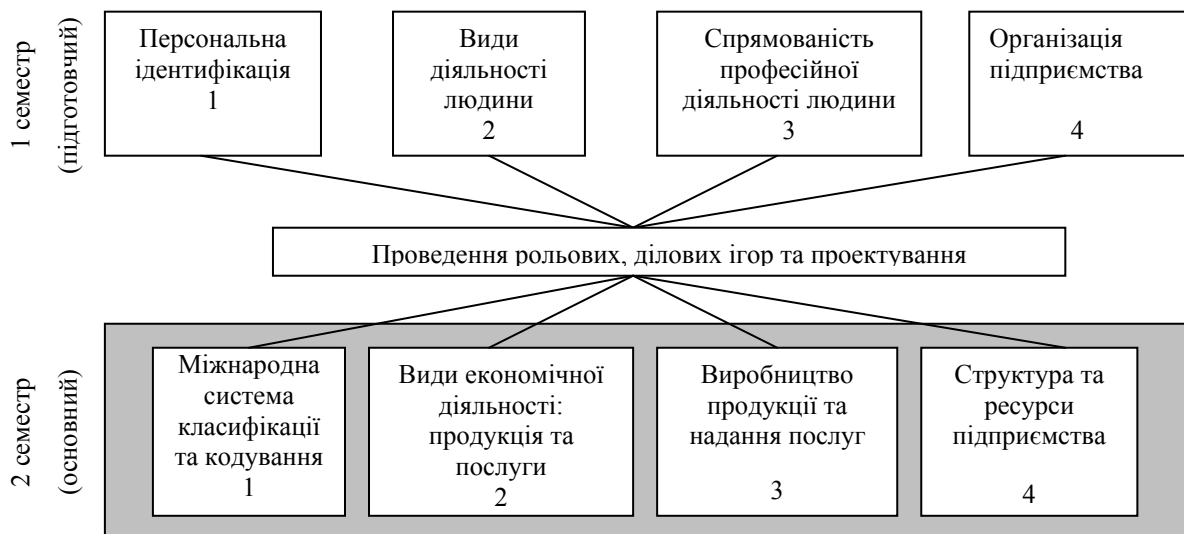 1 семестр
(підготовчий)
Персональна
ідентифікація
1
Види
діяльності
людини
2
Спрямованість
професійної
діяльності людини
3
Організація
підприємства
4
Проведення рольових, ділових ігор та проектування
2 семестр
(основний)
Міжнародна
система
класифікації
та кодування
1
Види економічної
діяльності:
продукція та
послуги
2
Виробництво
продукції та
надання послуг
3
Структура та
ресурси
підприємства
4